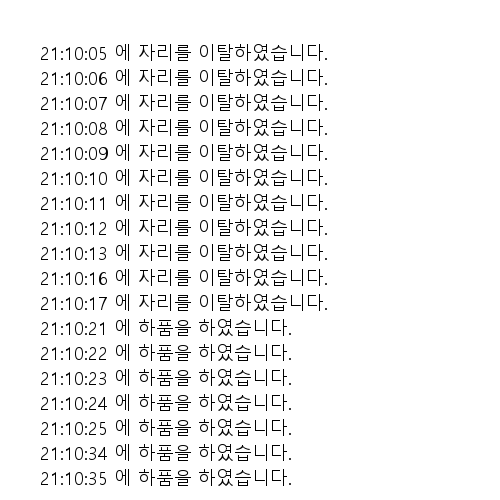 21:10:05 에 자리를 이탈하였습니다.
21:10:06 에 자리를 이탈하였습니다.
21:10:07 에 자리를 이탈하였습니다.
21:10:08 에 자리를 이탈하였습니다.
21:10:09 에 자리를 이탈하였습니다.
21:10:10 에 자리를 이탈하였습니다.
21:10:11 에 자리를 이탈하였습니다.
21:10:12 에 자리를 이탈하였습니다.
21:10:13 에 자리를 이탈하였습니다.
21:10:16 에 자리를 이탈하였습니다.
21:10:17 에 자리를 이탈하였습니다.
21:10:21 에 하품을 하였습니다.
21:10:22 에 하품을 하였습니다.
21:10:23 에 하품을 하였습니다.
21:10:24 에 하품을 하였습니다.
21:10:25 에 하품을 하였습니다.
21:10:34 에 하품을 하였습니다.
21:10:35 에 하품을 하였습니다.